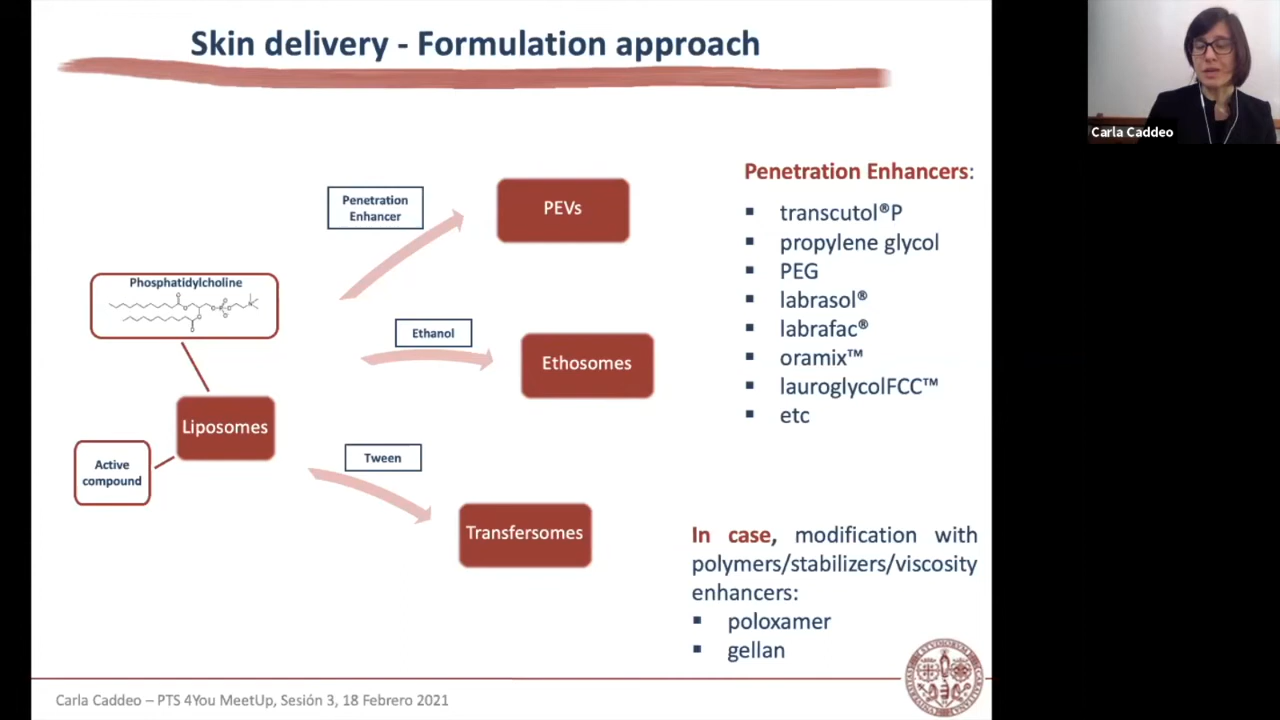 Skin delivery - Formulation approach
Carla Caddeo
Penetration
Enhancer
PEVs
Penetration Enhancers:
▪ transcutol®P
▪ propylene glycol
▪ PEG
▪ labrasol®
▪ labrafac®
▪ oramix™
▪ lauroglycolFCC™
▪ etc
Phosphatidylcholine
Ethanol
Ethosomes
Liposomes
Active
compound
Tween
Transfersomes
In case, modification with
polymers/stabilizers/viscosity
enhancers:
▪ poloxamer
▪ gellan
Carla Caddeo – PTS 4You MeetUp, Sesión 3, 18 Febrero 2021